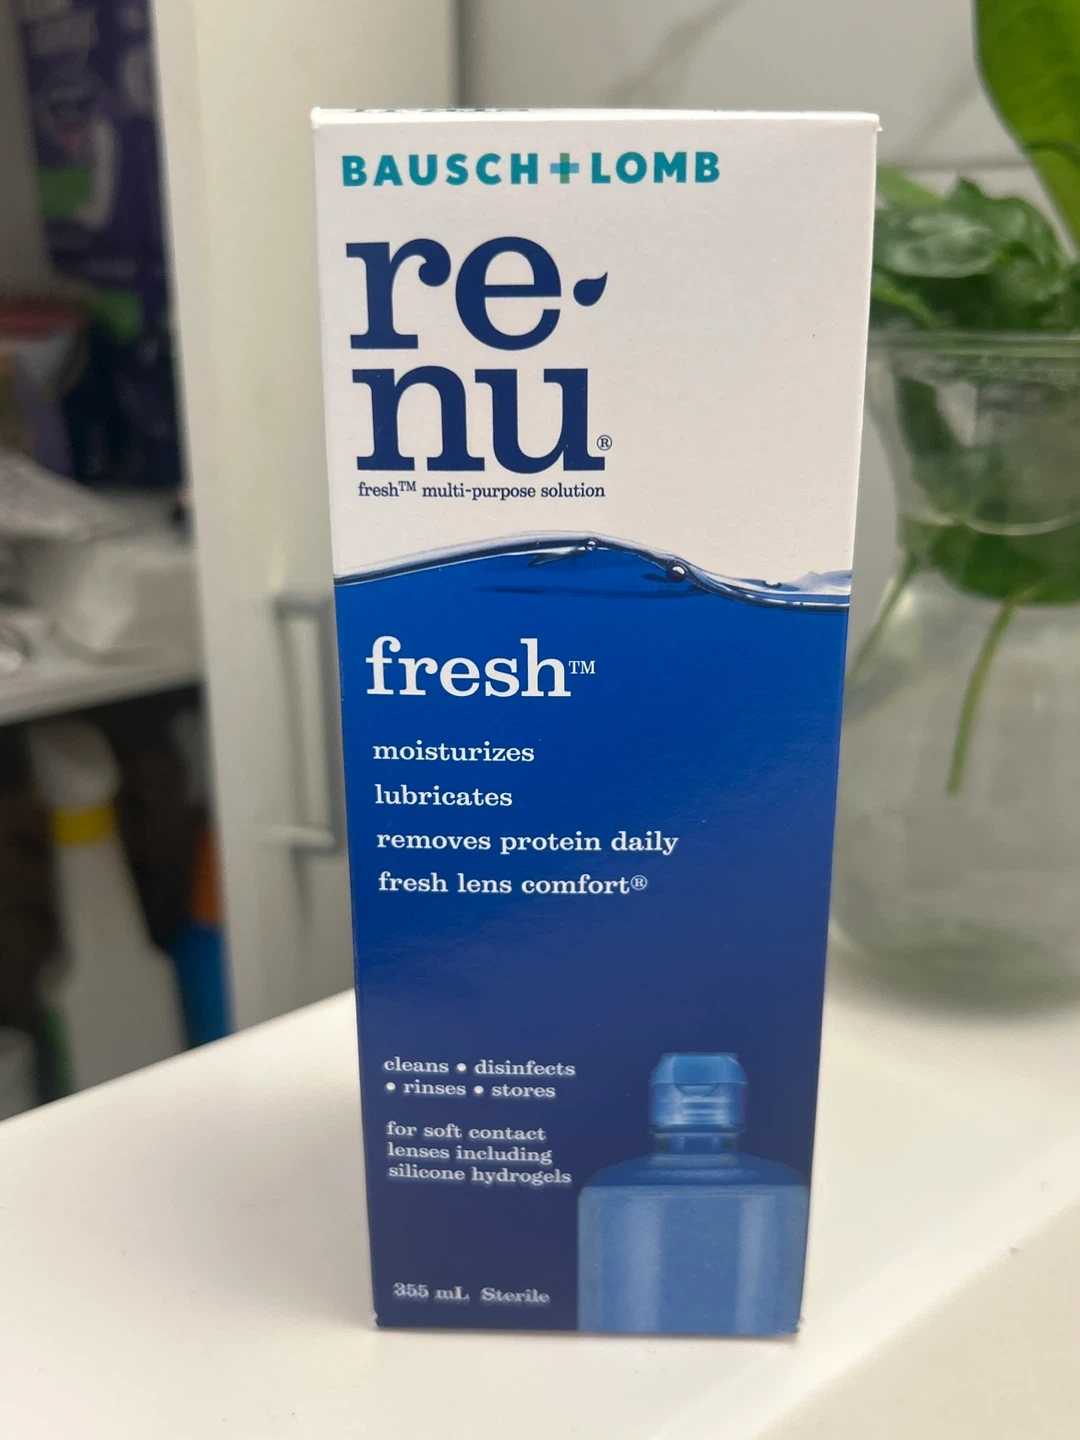 BAUSCH + LOMB
re
nu®
fresh™ multi-purpose solution
fresh™
moisturizes
lubricates
removes protein daily
fresh lens comfort®
cleans • disinfects
• rinses • stores
for soft contact
lenses including
silicone hydrogels
355 mL Sterile